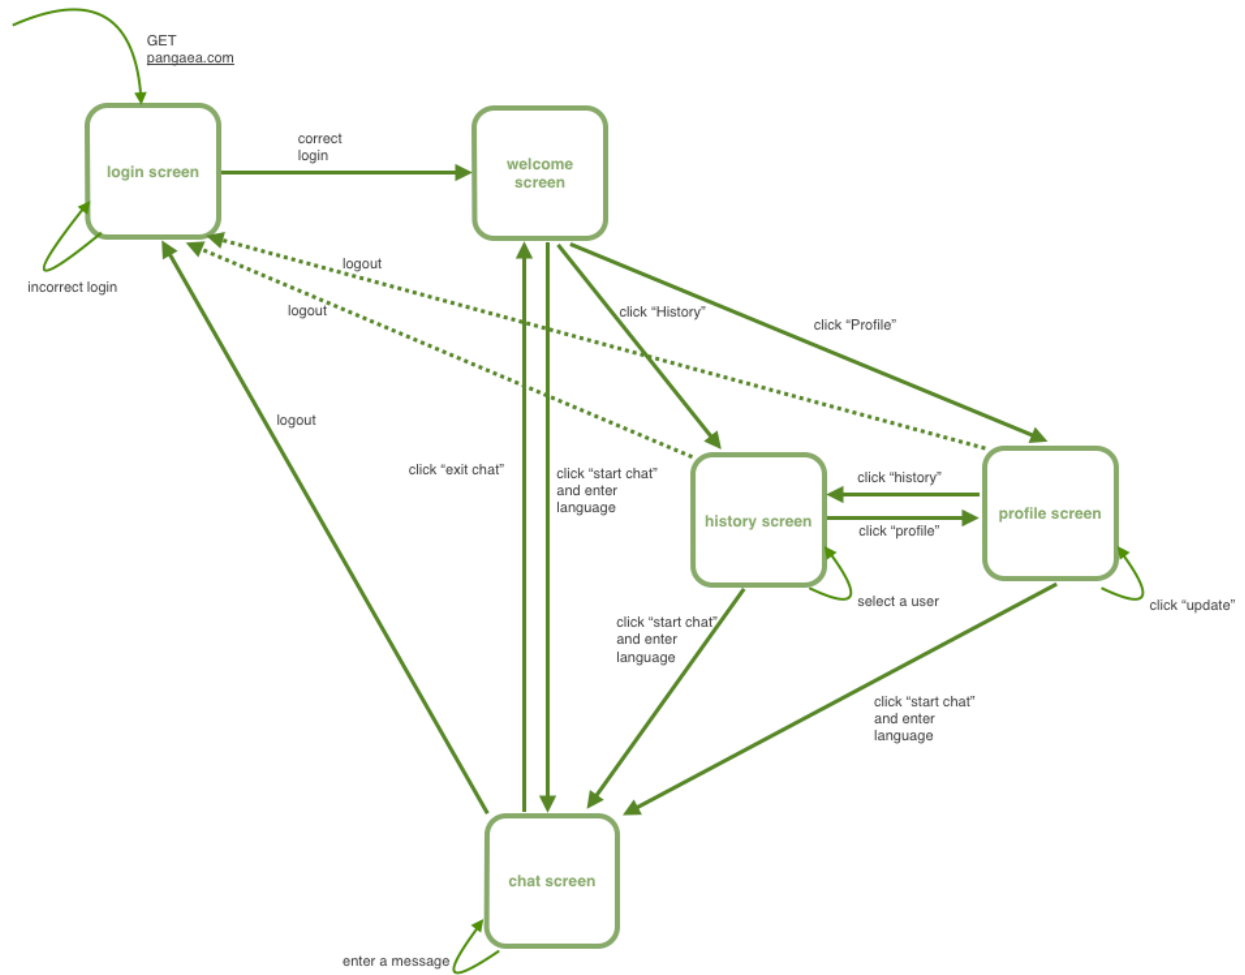 GET
pangaea.com
correct
login
login screen
welcome
screen
incorrect login
logout
logout
click “History”
click “Profile”
logout
click “exit chat”
click “start chat”
and enter
language
click “history”
history screen
profile screen
click “profile”
select a user
click “update”
click “start chat”
and enter
language
click “start chat”
and enter
language
chat screen
enter a message